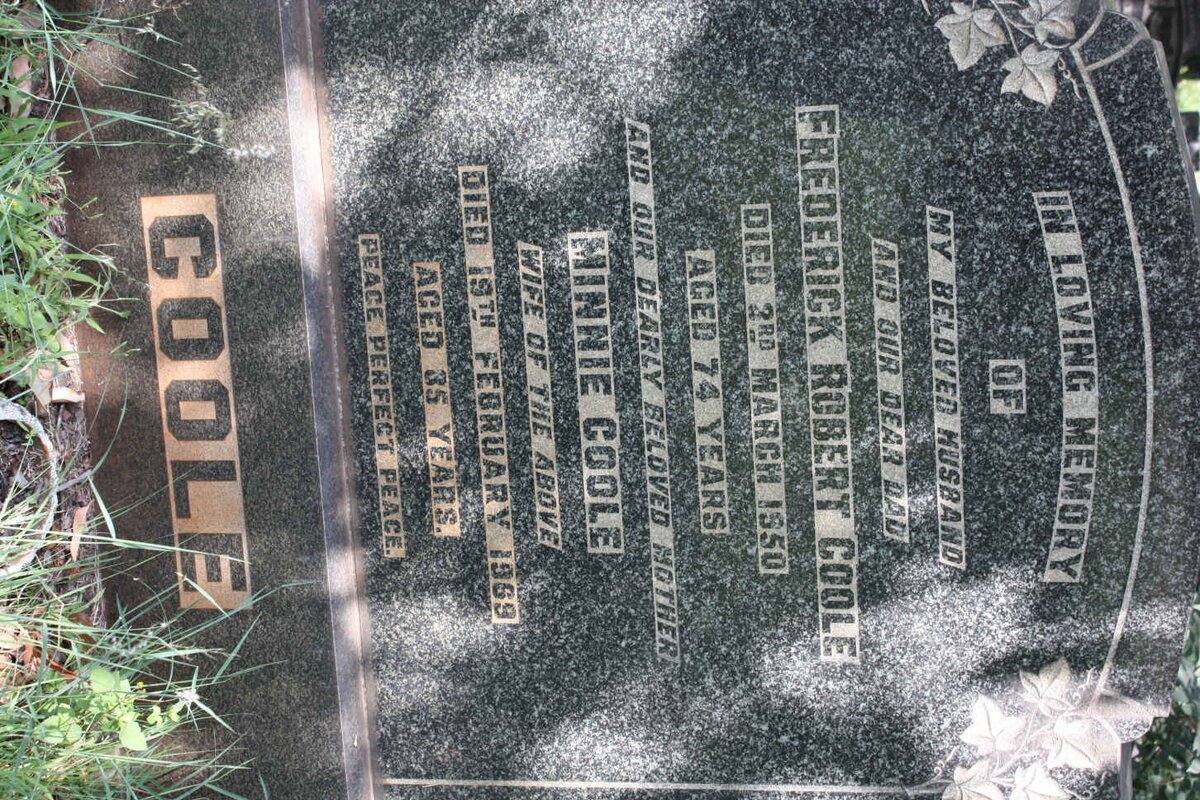 IN LOVING MEMORY
OF
MY BELOVED HUSBAND
AND OUR DEAR DAD
FREDERICK ROBERT COOLE
DIED 2ND MARCH 1950
AGED 74 YEARS
AND OUR DEARLY BELOVED MOTHER
MINNIE COOLE
WIFE OF THE ABOVE
DIED 19TH FEBRUARY 1969
AGED 85 YEARS.
PEACE PERFECT PEACE
COOLE